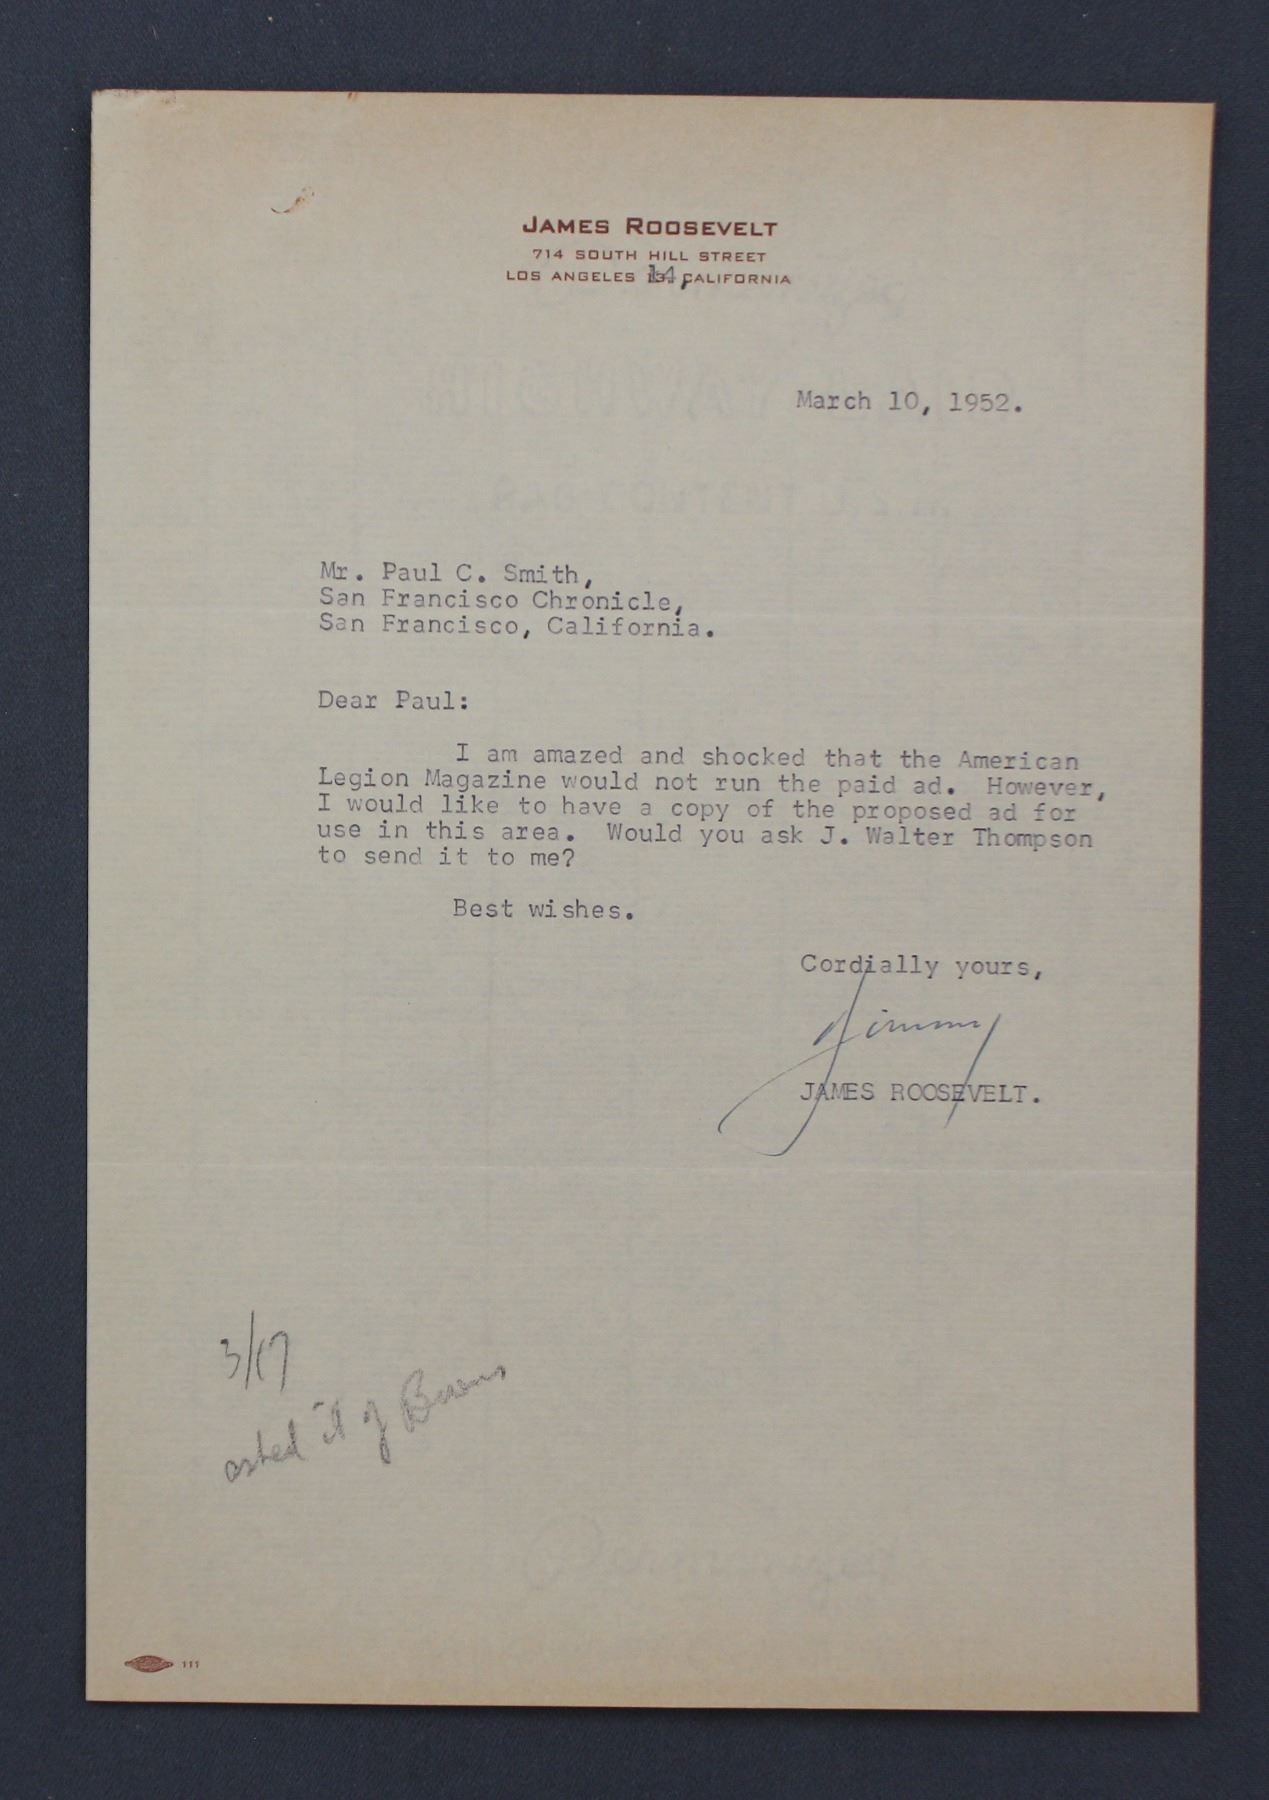 JAMES ROOSEVELT
714 SOUTH HILL STREET
LOS ANGELES 14, CALIFORNIA
March 10, 1952.
Mr. Paul C. Smith,
San Francisco Chronicle,
San Francisco, California.
Dear Paul:
I am amazed and shocked that the American
Legion Magazine would not run the paid ad. However,
I would like to have a copy of the proposed ad for
use in this area. Would you ask J. Walter Thompson
to send it to me?
Best wishes.
Cordially yours,
Jimmy
JAMES ROOSEVELT.
3/17
asked it of
111